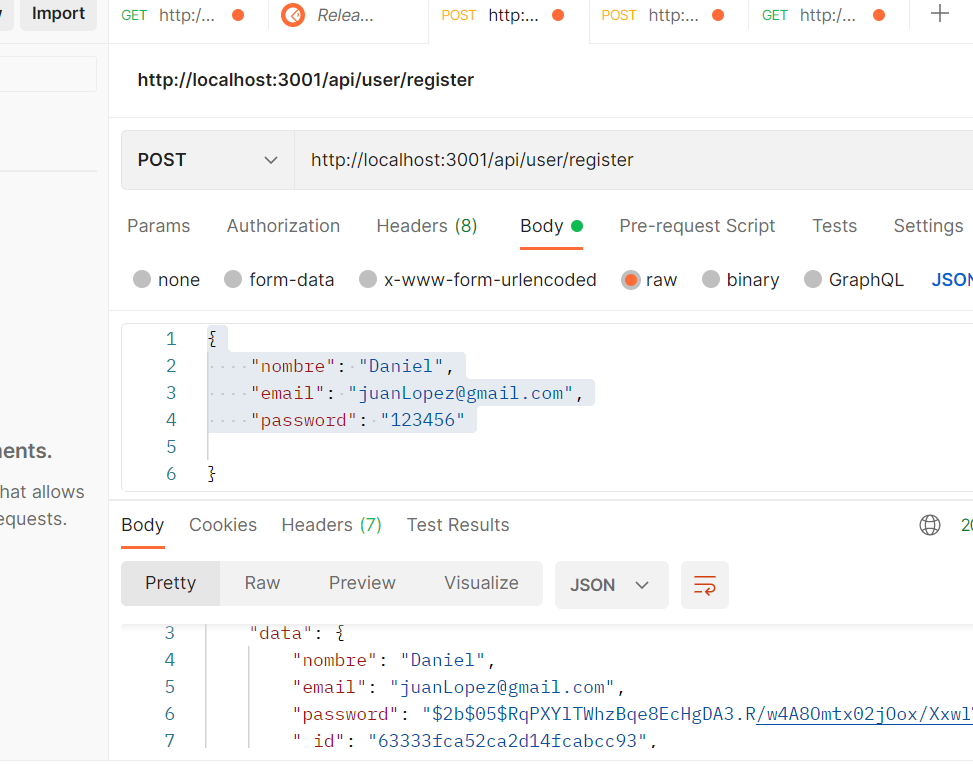 Import
GET http:/...
Relea...
POST http:...
POST http:...
GET http:/...
http://localhost:3001/api/user/register
POST
http://localhost:3001/api/user/register
Params Authorization Headers (8) Body Pre-request Script Tests Settings
none form-data x-www-form-urlencoded raw binary GraphQL JSON
1 {
2 "nombre": "Daniel",
3 "email": "juanLopez@gmail.com",
4 "password": "123456"
5
6 }
ents.
hat allows
equests.
Body Cookies Headers (7) Test Results
20
Pretty Raw Preview Visualize JSON
3 "data": {
4 "nombre": "Daniel",
5 "email": "juanLopez@gmail.com",
6 "password": "$2b$05$RqPXYlTWhzBqe8EcHgDA3.R/w4A8Omtx02jOox/Xxwl
7 "_id": "63333fca52ca2d14fcabcc93",